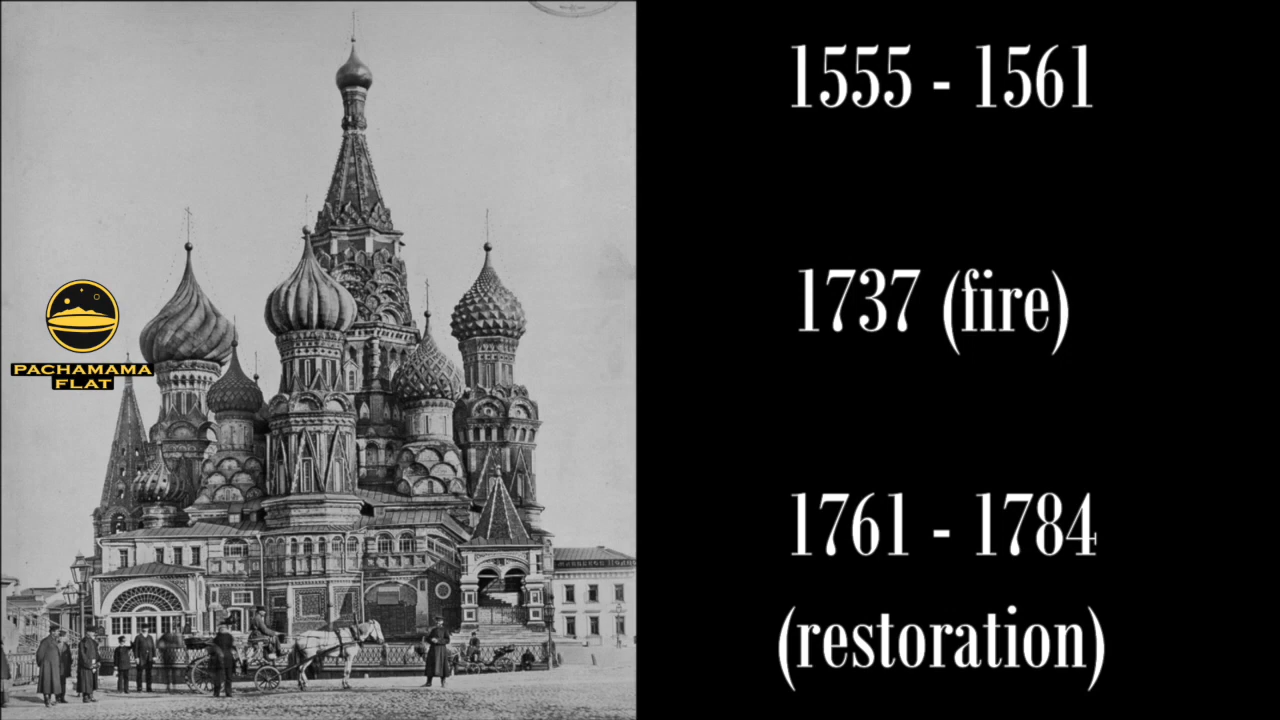 PACHAMAMA
FLAT
1555 - 1561
1737 (fire)
1761 - 1784
(restoration)